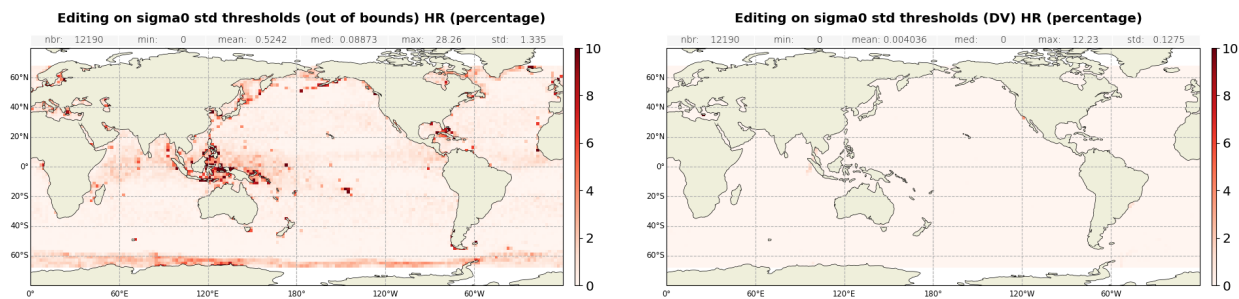 Editing on sigma0 std thresholds (out of bounds) HR (percentage)
nbr: 12190 min: 0 mean: 0.5242 med: 0.08873 max: 28.26 std: 1.335
10
60°N
8
40°N
20°N
6
0°
4
20°S
40°S
2
60°S
0
0° 60°E 120°E 180° 120°W 60°W
Editing on sigma0 std thresholds (DV) HR (percentage)
nbr: 12190 min: 0 mean: 0.004036 med: 0 max: 12.23 std: 0.1275
10
60°N
8
40°N
20°N
6
0°
4
20°S
40°S
2
60°S
0
0° 60°E 120°E 180° 120°W 60°W